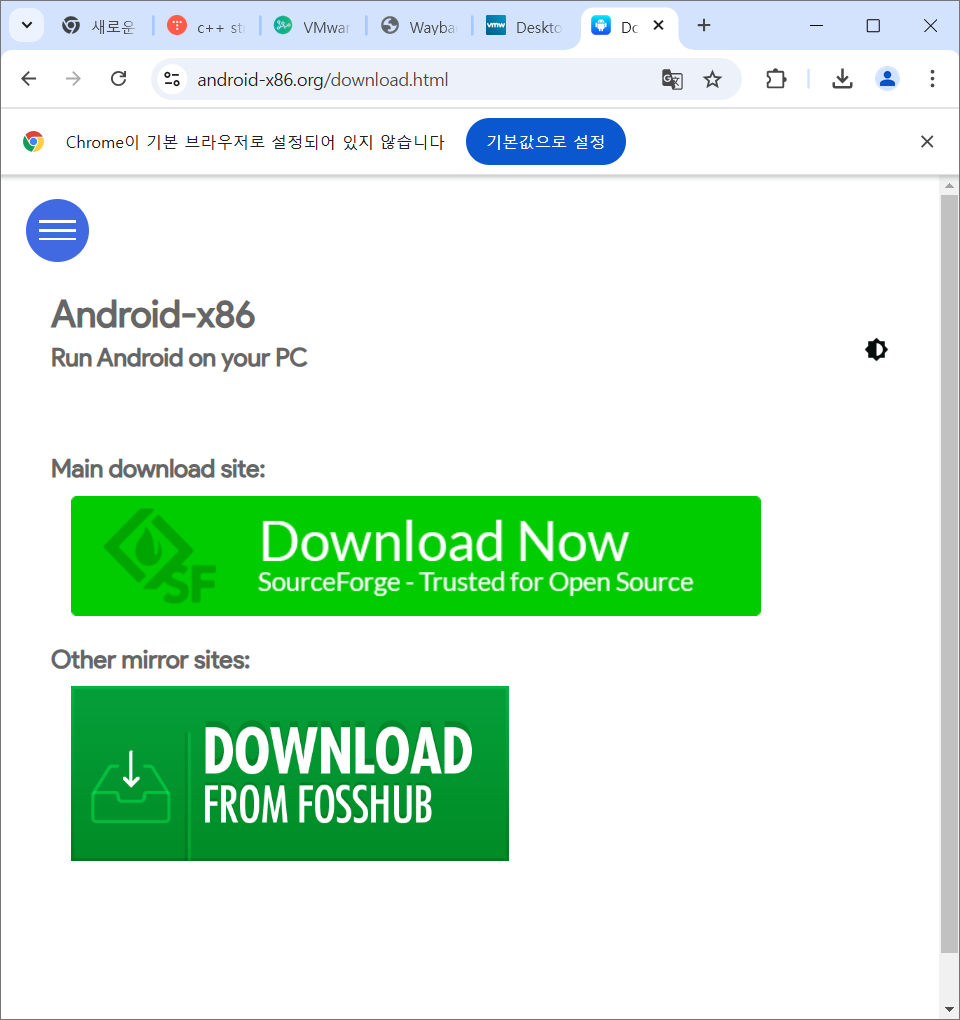 새로운
c++ st
VMwar
Wayba
Deskto
Do
android-x86.org/download.html
Chrome이 기본 브라우저로 설정되어 있지 않습니다
기본값으로 설정
Android-x86
Run Android on your PC
Main download site:
SF
Download Now
SourceForge - Trusted for Open Source
Other mirror sites:
DOWNLOAD
FROM FOSSHUB